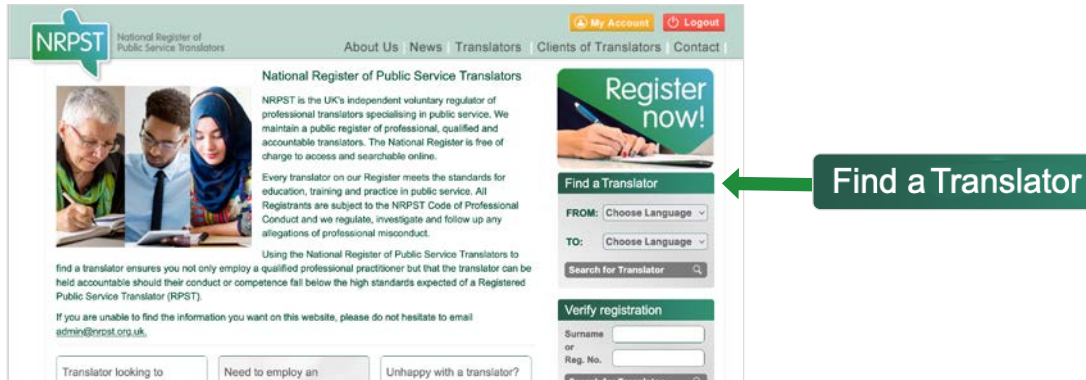 NRPST
National Register of
Public Service Translators
My Account
Logout
About Us | News | Translators | Clients of Translators | Contact
National Register of Public Service Translators
NRPST is the UK's independent voluntary regulator of
professional translators specialising in public service. We
maintain a public register of professional, qualified and
accountable translators. The National Register is free of
charge to access and searchable online.
Every translator on our Register meets the standards for
education, training and practice in public service. All
Registrants are subject to the NRPST Code of Professional
Conduct and we regulate, investigate and follow up any
allegations of professional misconduct.
Using the National Register of Public Service Translators to
find a translator ensures you not only employ a qualified professional practitioner but that the translator can be
held accountable should their conduct or competence fall below the high standards expected of a Registered
Public Service Translator (RPST).
If you are unable to find the information you want on this website, please do not hesitate to email
admin@nrpst.org.uk.
Translator looking to
Need to employ an
Unhappy with a translator?
Register
now!
Find a Translator
FROM: Choose Language
TO: Choose Language
Search for Translator
Verify registration
Surname
or
Reg. No.
Search for Translator
Find a Translator